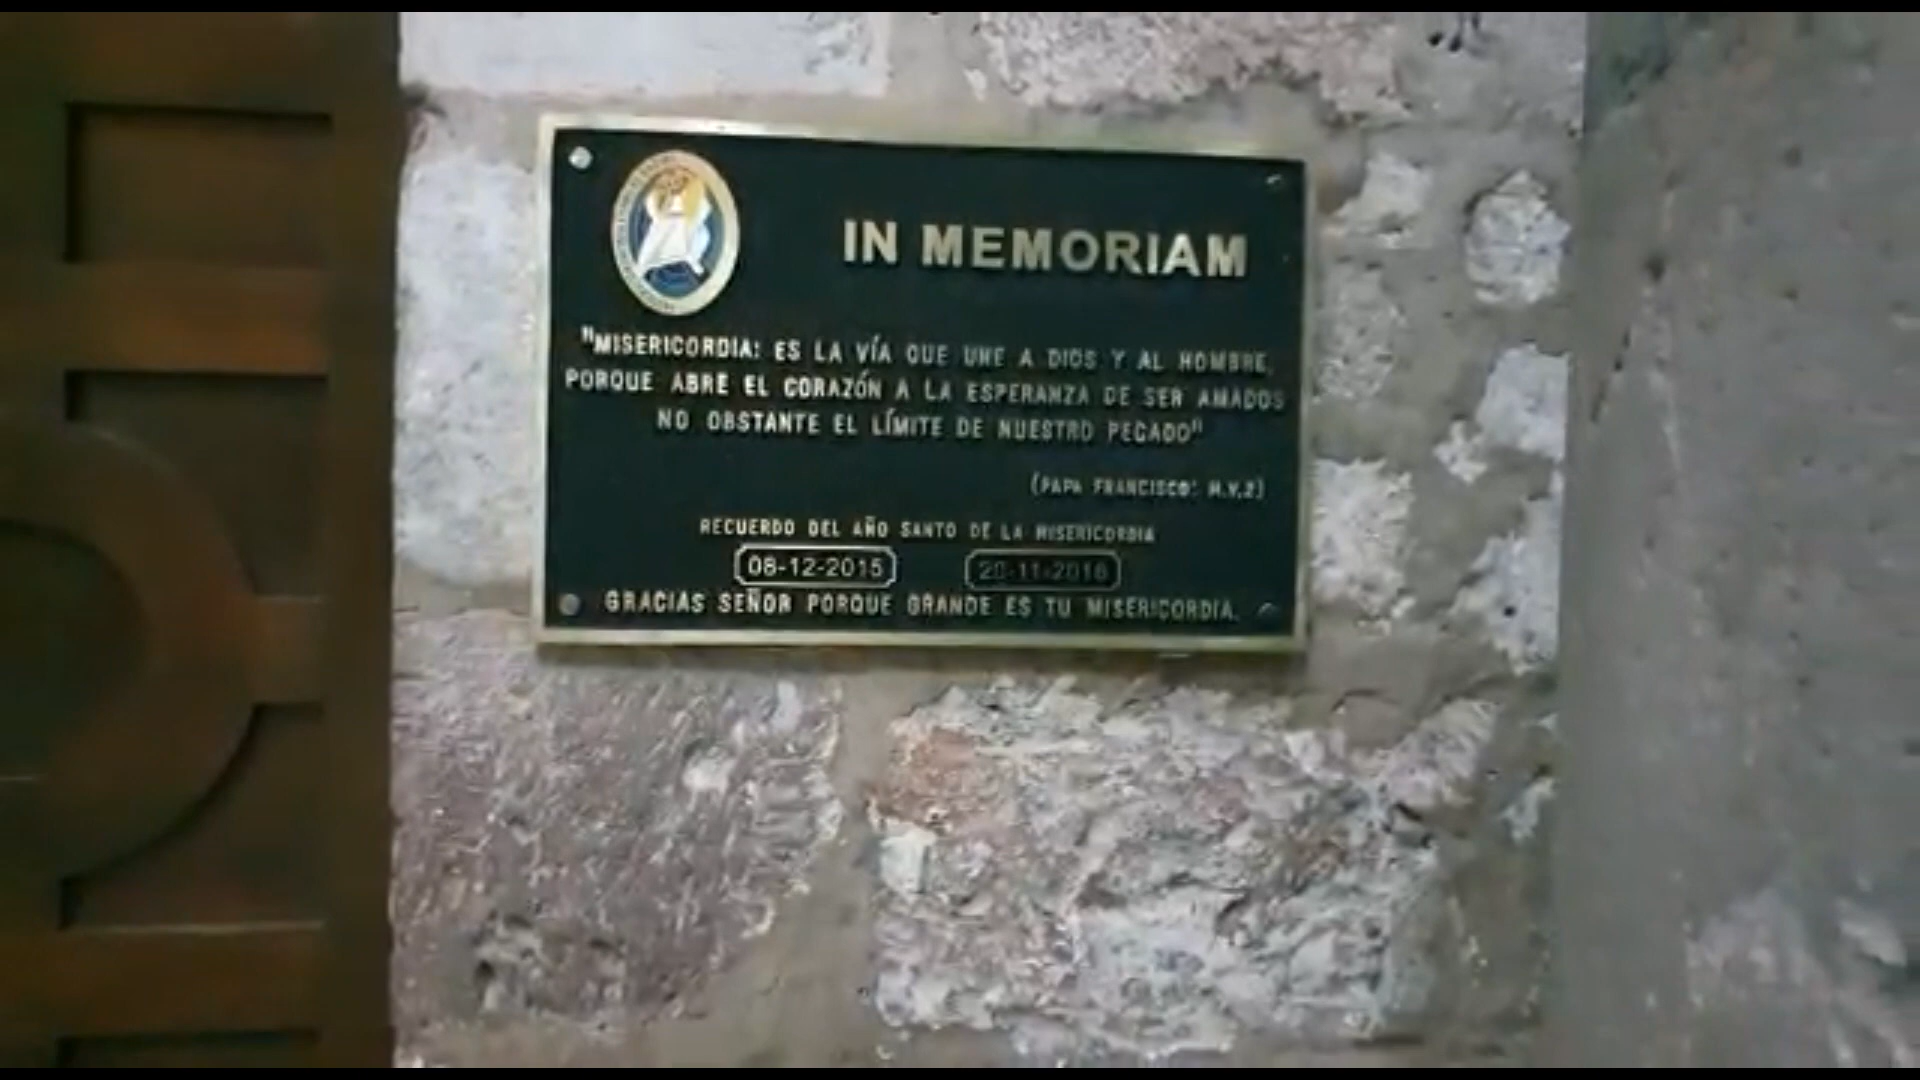 IN MEMORIAM
"MISERICORDIA: ES LA VÍA QUE UNE A DIOS Y AL HOMBRE,
PORQUE ABRE EL CORAZÓN A LA ESPERANZA DE SER AMADOS
NO OBSTANTE EL LÍMITE DE NUESTRO PECADO"
(PAPA FRANCISCO: M.V.2)
RECUERDO DEL AÑO SANTO DE LA MISERICORDIA
08-12-2015 20-11-2016
GRACIAS SEÑOR PORQUE GRANDE ES TU MISERICORDIA.